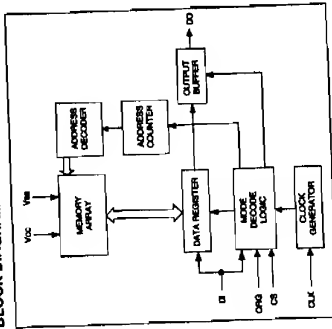 BLOCK DIAGRAM
Vcc
Vss
MEMORY
ARRAY
ADDRESS
DECODER
ADDRESS
COUNTER
DATA REGISTER
OUTPUT
BUFFER
DO
DI
ORG
CS
CLK
MODE
DECODE
LOGIC
CLOCK
GENERATOR